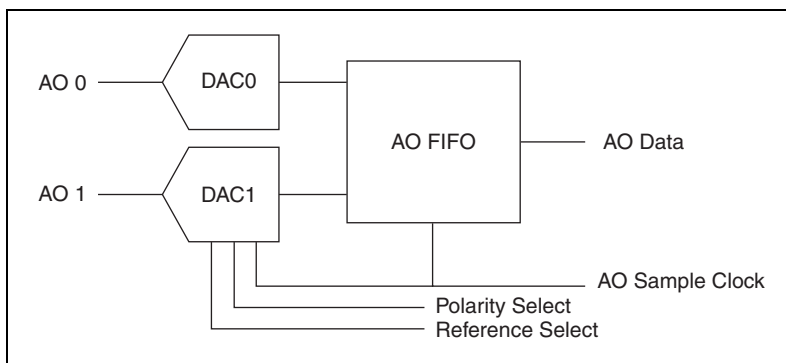 AO 0
DAC0
AO FIFO
AO Data
AO 1
DAC1
AO Sample Clock
Polarity Select
Reference Select